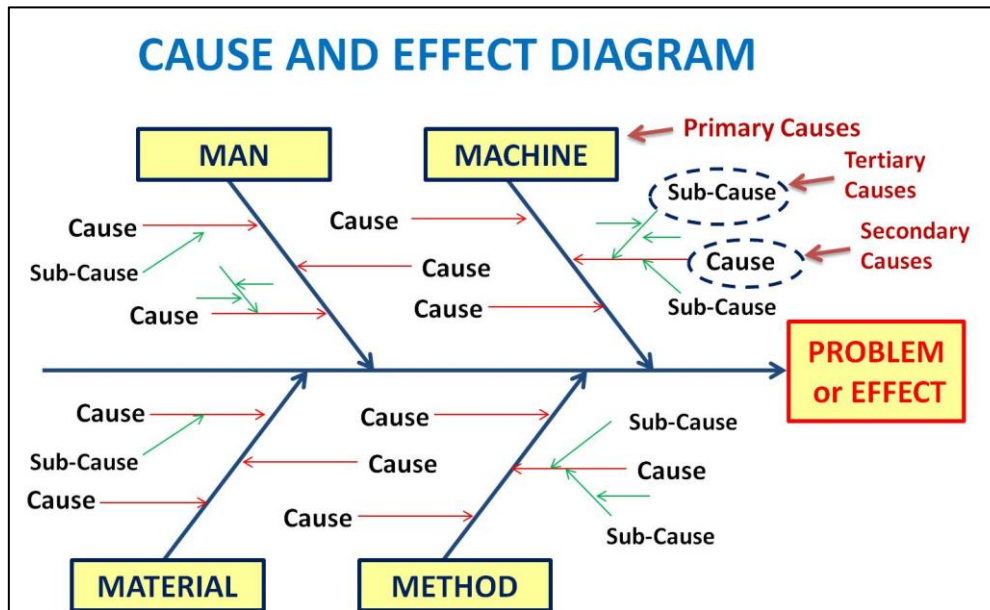 CAUSE AND EFFECT DIAGRAM
MAN
MACHINE
Primary Causes
Tertiary
Causes
Sub-Cause
Cause
Cause
Secondary
Causes
Sub-Cause
Cause
Cause
Cause
Cause
Sub-Cause
PROBLEM
or EFFECT
Cause
Sub-Cause
Cause
Cause
Cause
Sub-Cause
Cause
Cause
Sub-Cause
MATERIAL
METHOD